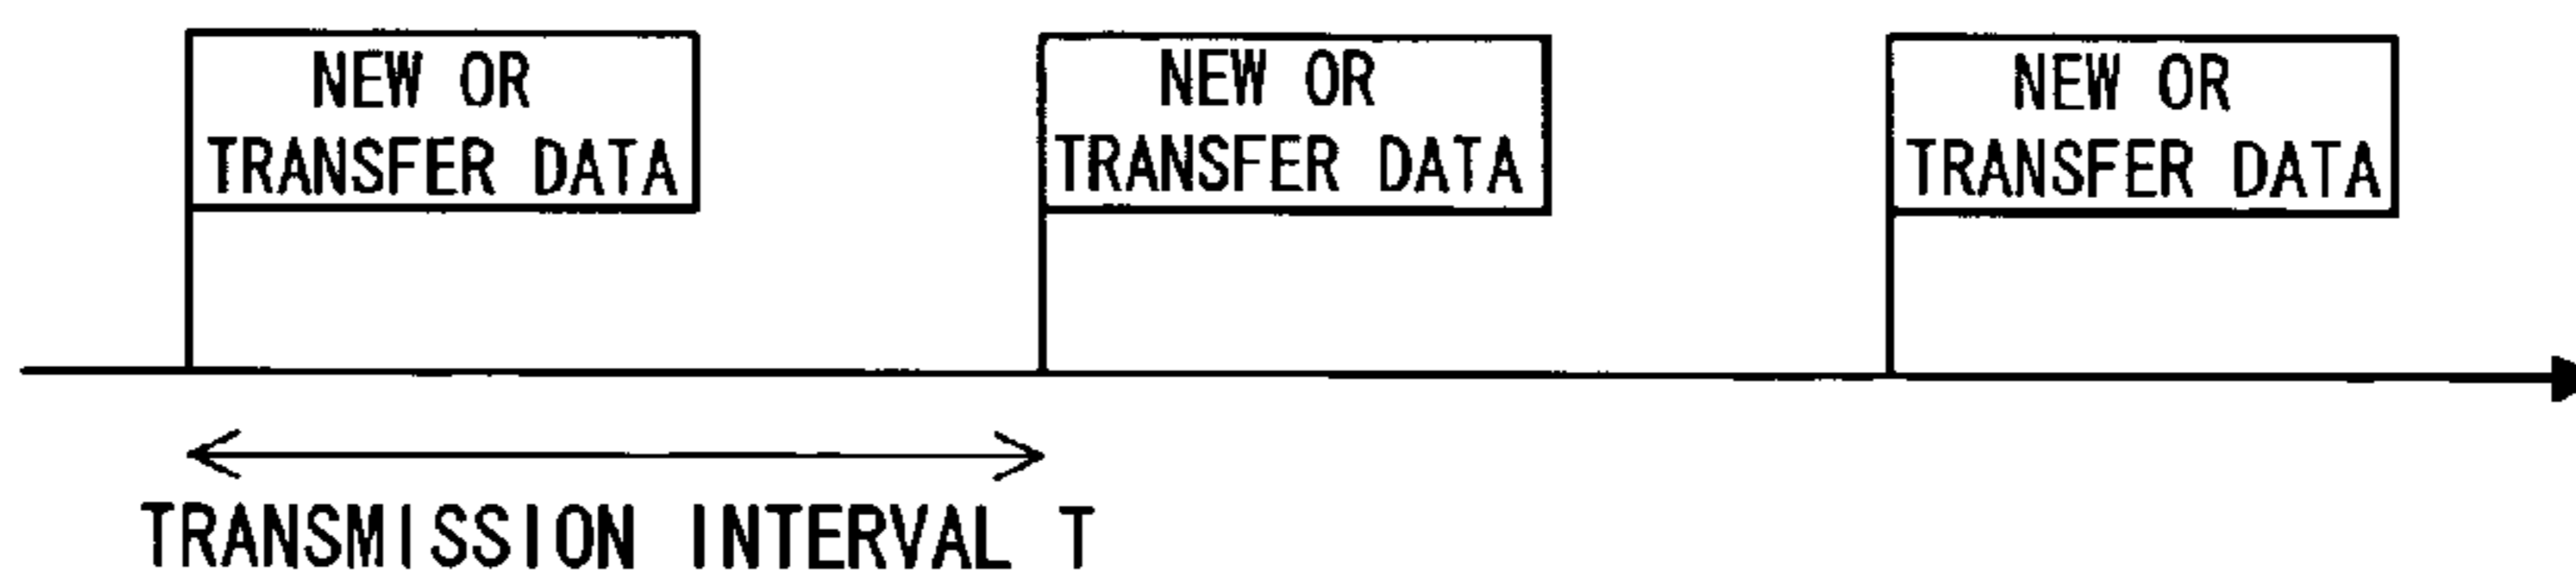 NEW OR
TRANSFER DATA
NEW OR
TRANSFER DATA
NEW OR
TRANSFER DATA
TRANSMISSION INTERVAL T